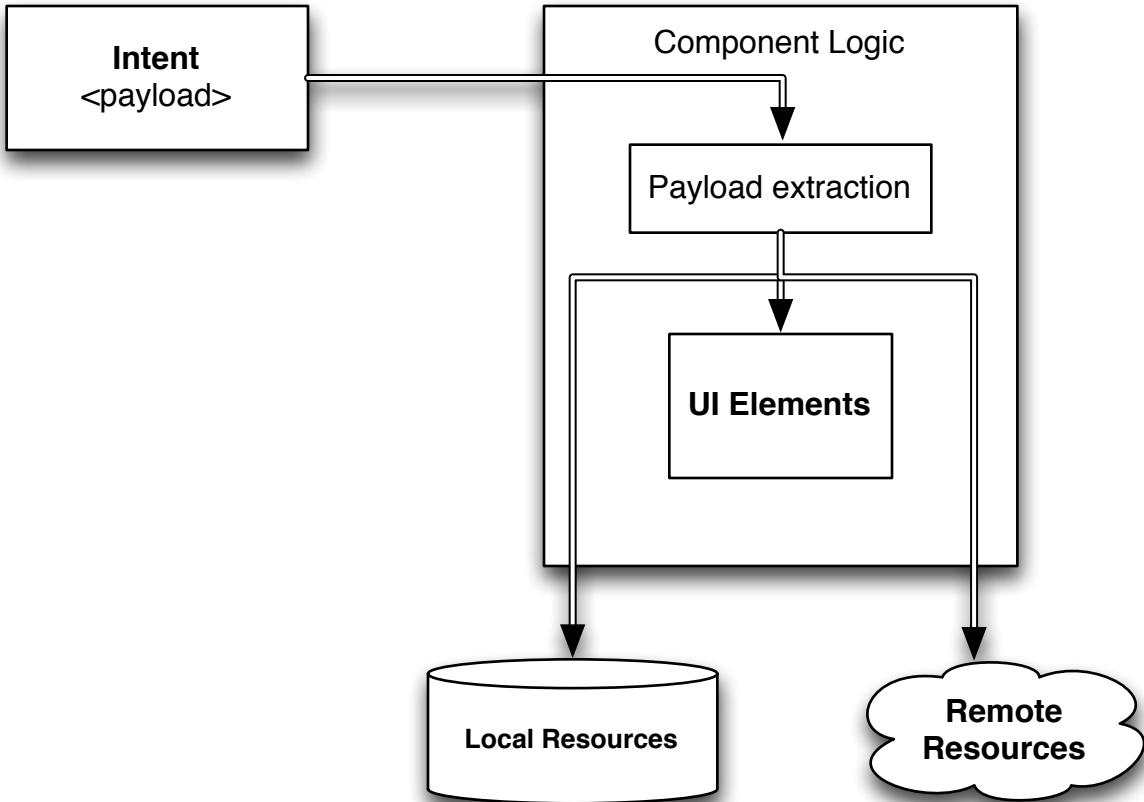 Intent
<payload>
Component Logic
Payload extraction
UI Elements
Local Resources
Remote
Resources